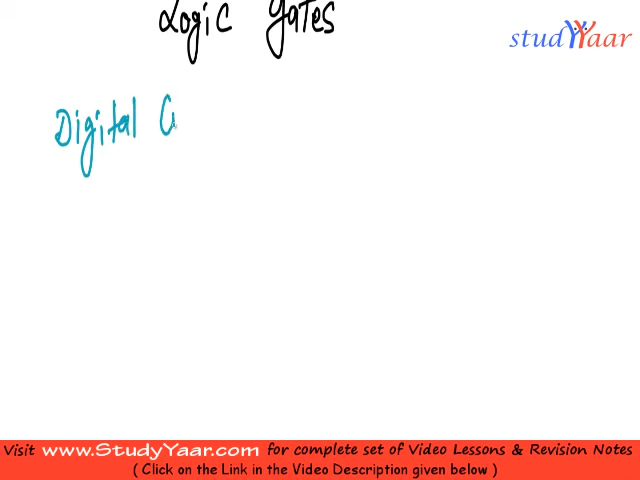 Logic Gates
studYYaar
Digital
Visit www.StudyYaar.com for complete set of Video Lessons & Revision Notes
( Click on the Link in the Video Description given below )